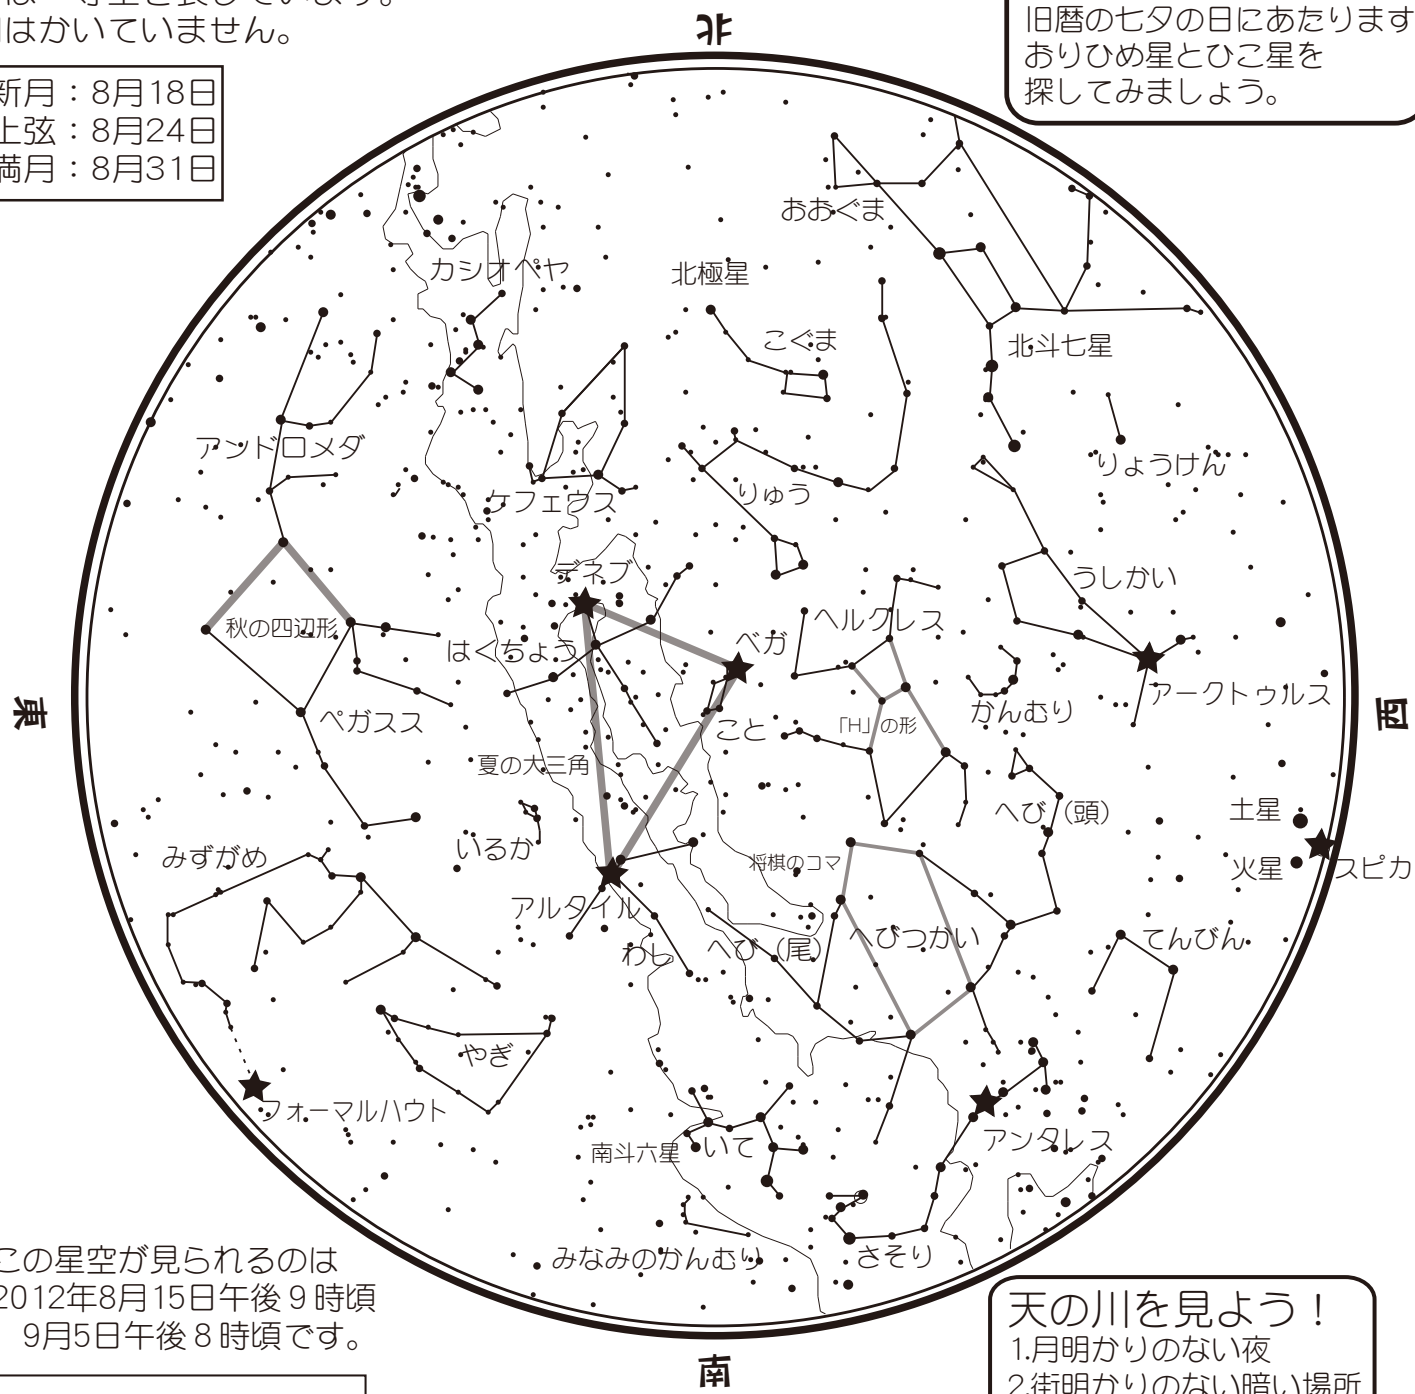 はかいていません。
旧暦の七夕の日にあたります
おりひめ星とひこ星を
探してみましょう。
新月：8月18日
上弦：8月24日
満月：8月31日
北
おおぐま
カシオペヤ
北極星
こぐま
北斗七星
アンドロメダ
りょうけん
ケフェウス
りゅう
デネブ
うしかい
秋の四辺形
はくちょう
ヘルクレス
ベガ
アークトゥルス
東
西
ペガスス
こと
「H」の形
かんむり
夏の大三角
へび（頭）
土星
いるか
みずがめ
将棋のコマ
火星
スピカ
アルタイル
わし
へび（尾）
へびつかい
てんびん
やぎ
フォーマルハウト
アンタレス
南斗六星
いて
みなみのかんむり
さそり
この星空が見られるのは
2012年8月15日午後９時頃
9月5日午後８時頃です。
南
天の川を見よう！
1.月明かりのない夜
2.街明かりのない暗い場所